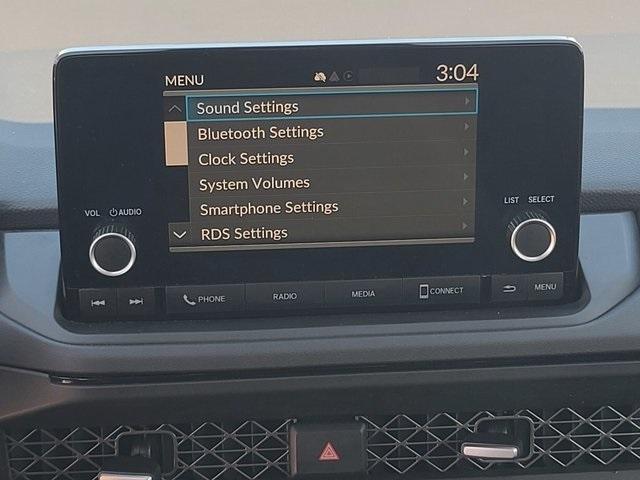 MENU 3:04
Sound Settings
Bluetooth Settings
Clock Settings
System Volumes
Smartphone Settings
RDS Settings
VOL AUDIO
LIST SELECT
PHONE RADIO MEDIA CONNECT MENU